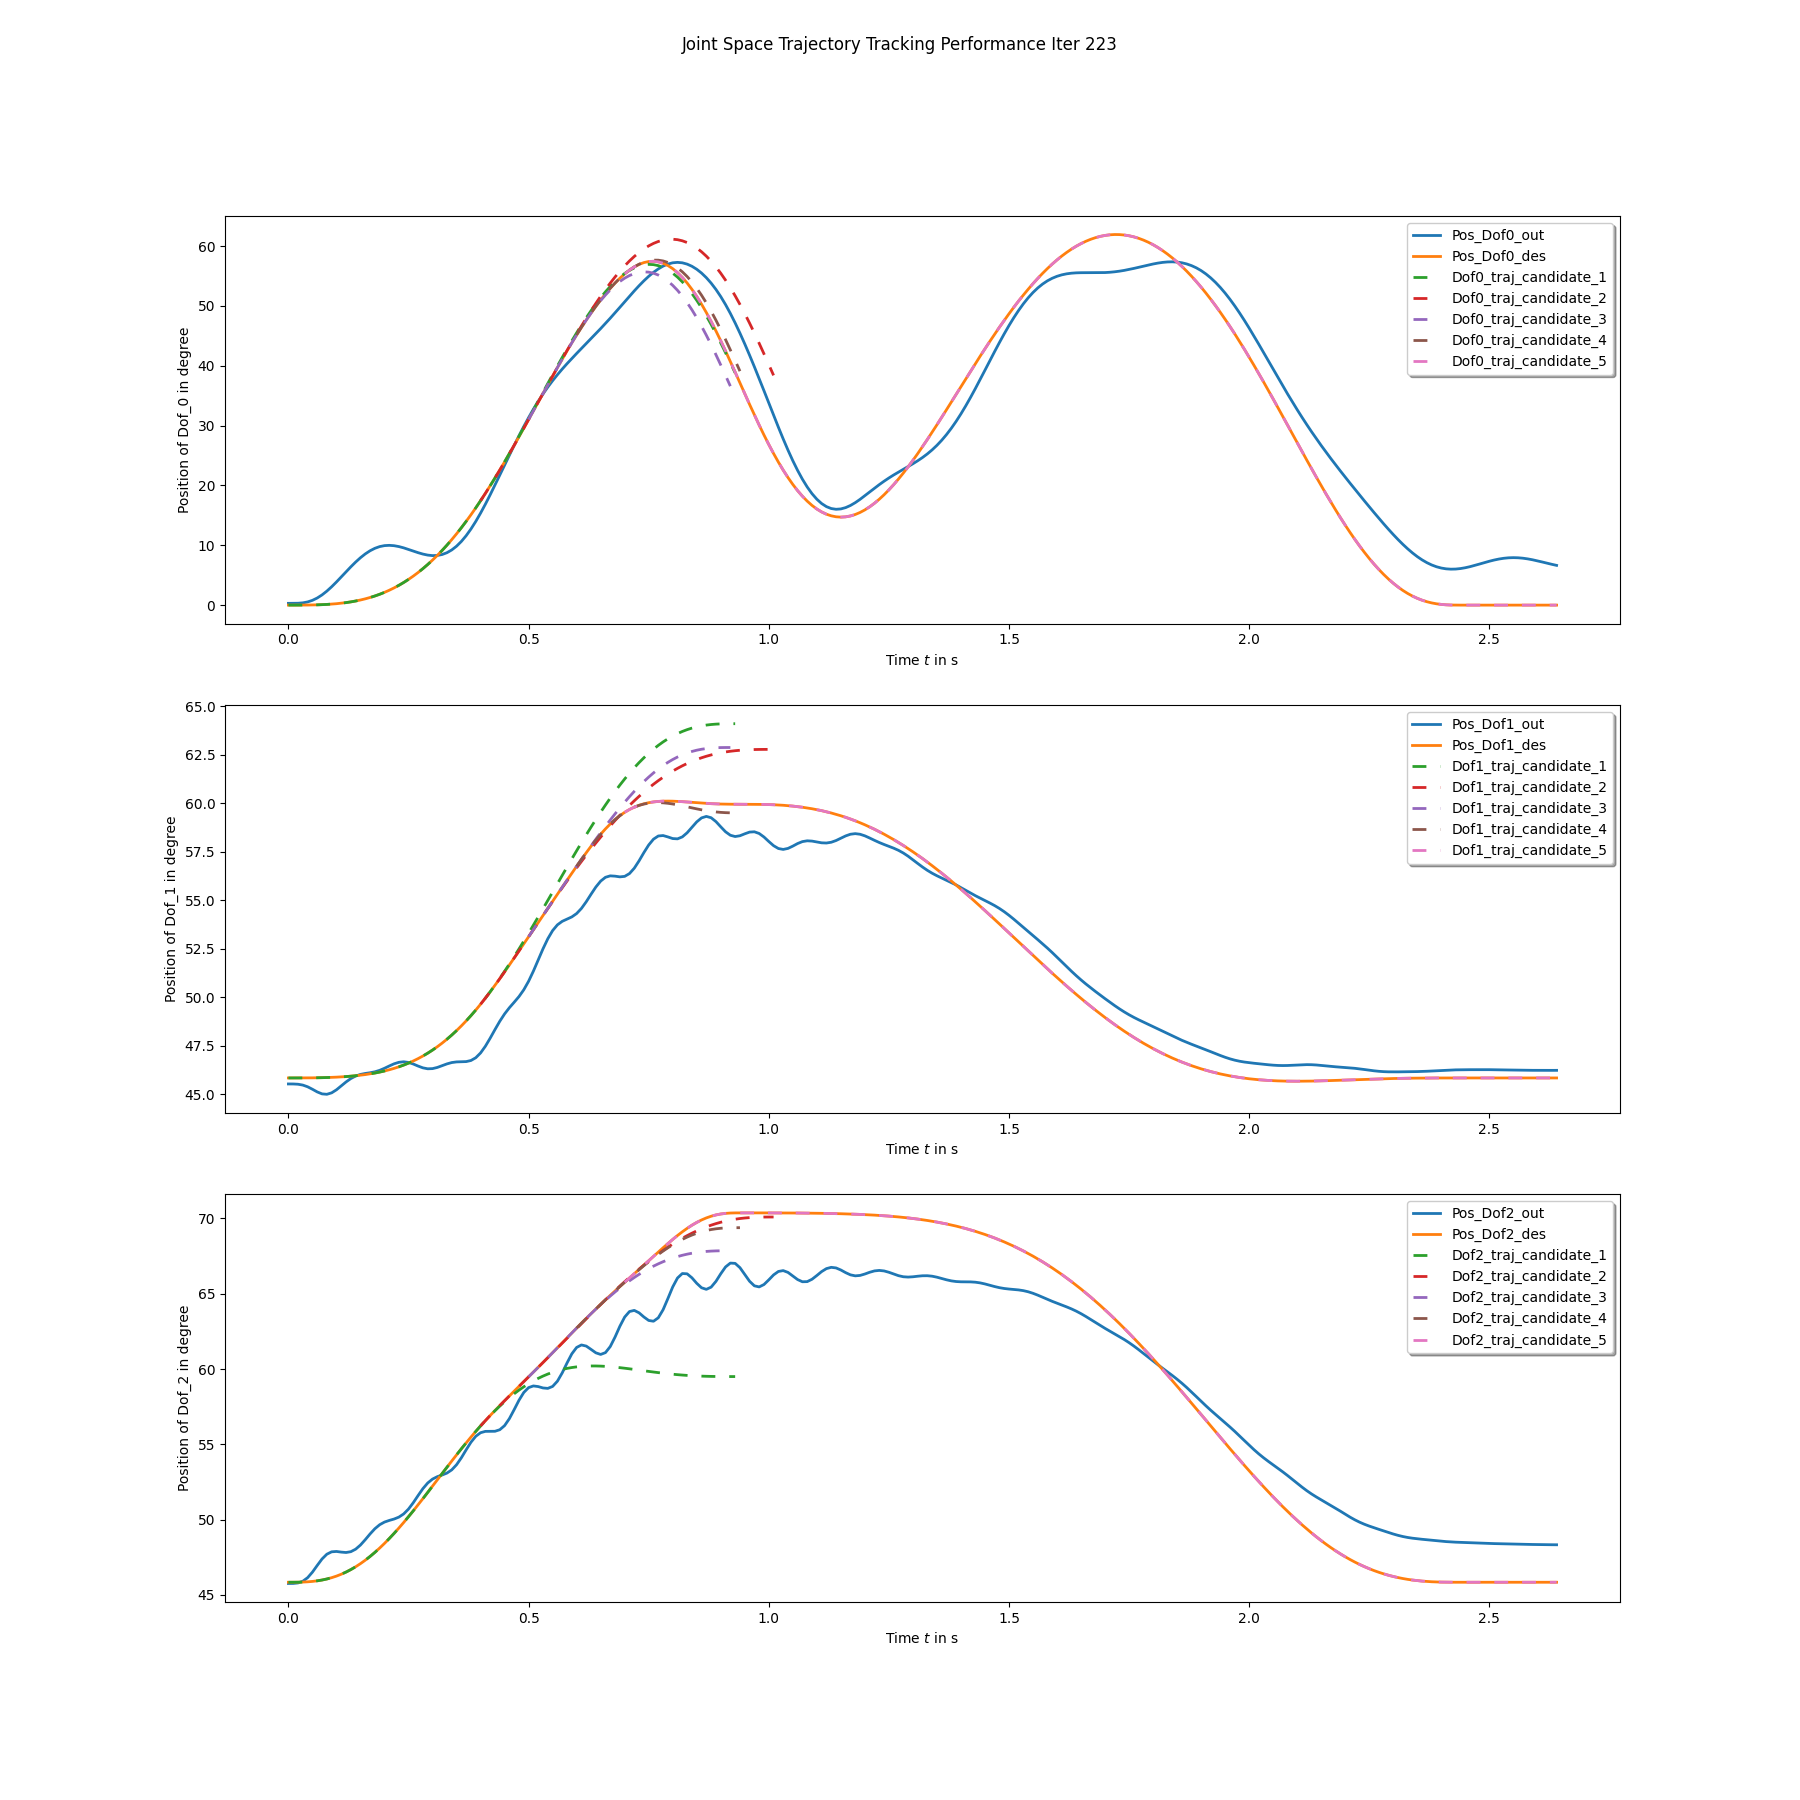 Joint Space Trajectory Tracking Performance Iter 223
Position of Dof_0 in degree
60
50
40
30
20
10
0
Pos_Dof0_out
Pos_Dof0_des
Dof0_traj_candidate_1
Dof0_traj_candidate_2
Dof0_traj_candidate_3
Dof0_traj_candidate_4
Dof0_traj_candidate_5
0.0 0.5 1.0 1.5 2.0 2.5
Time t in s
Position of Dof_1 in degree
65.0
62.5
60.0
57.5
55.0
52.5
50.0
47.5
45.0
Pos_Dof1_out
Pos_Dof1_des
Dof1_traj_candidate_1
Dof1_traj_candidate_2
Dof1_traj_candidate_3
Dof1_traj_candidate_4
Dof1_traj_candidate_5
0.0 0.5 1.0 1.5 2.0 2.5
Time t in s
Position of Dof_2 in degree
70
65
60
55
50
45
Pos_Dof2_out
Pos_Dof2_des
Dof2_traj_candidate_1
Dof2_traj_candidate_2
Dof2_traj_candidate_3
Dof2_traj_candidate_4
Dof2_traj_candidate_5
0.0 0.5 1.0 1.5 2.0 2.5
Time t in s